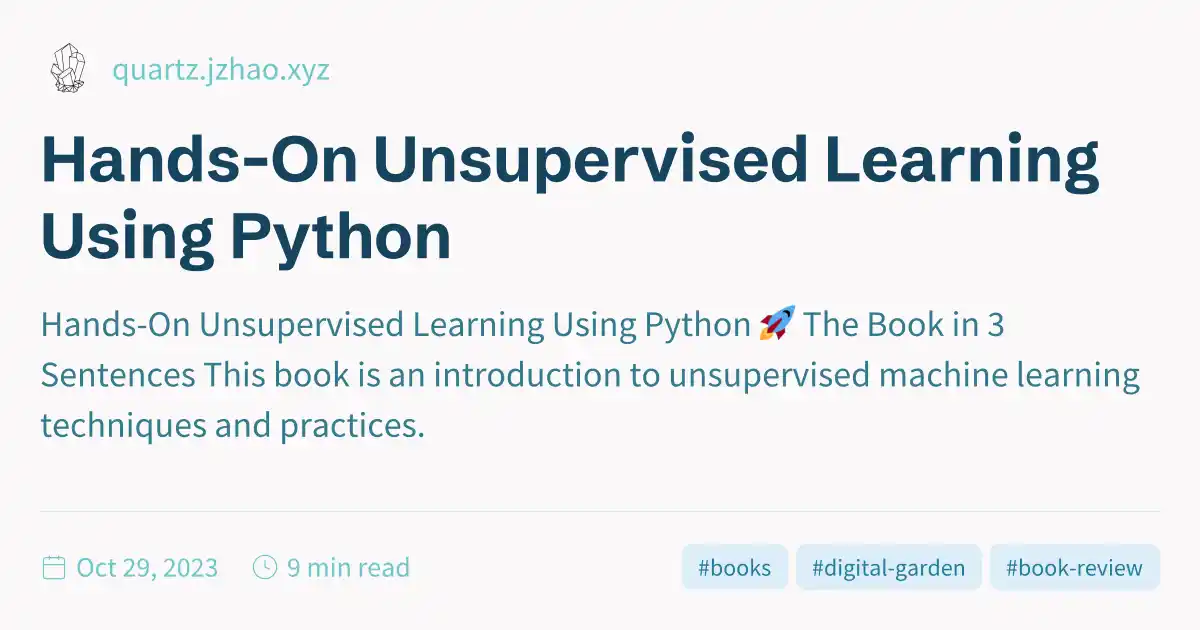 quartz.jzhao.xyz
Hands-On Unsupervised Learning
Using Python
Hands-On Unsupervised Learning Using Python 🚀 The Book in 3
Sentences This book is an introduction to unsupervised machine learning
techniques and practices.
Oct 29, 2023 9 min read #books #digital-garden #book-review